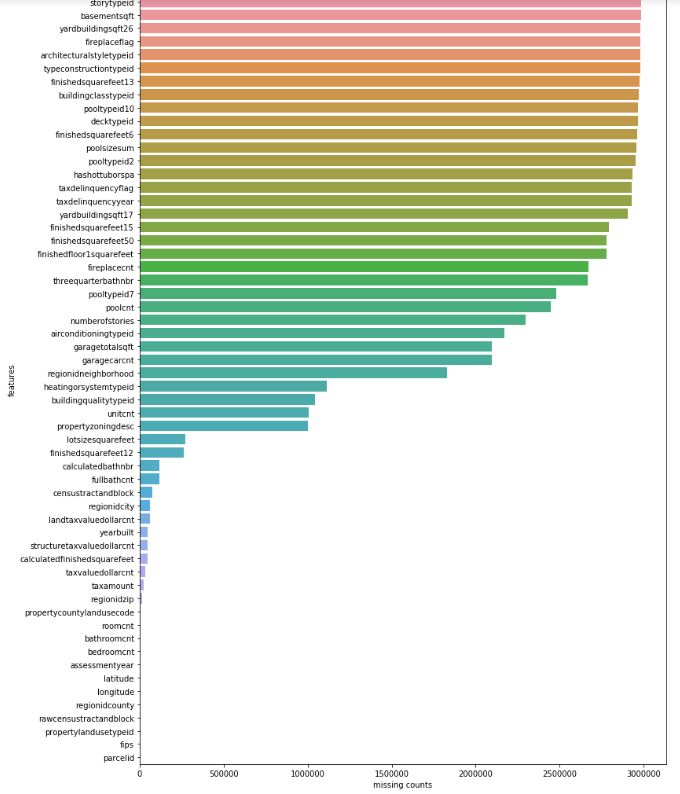 storytypeid
basementsqft
yardbuildingsqft26
fireplaceflag
architecturalstyletypeid
typeconstructiontypeid
finishedsquarefeet13
buildingclasstypeid
pooltypeid10
decktypeid
finishedsquarefeet6
poolsizesum
pooltypeid2
hashottuborspa
taxdelinquencyflag
taxdelinquencyyear
yardbuildingsqft17
finishedsquarefeet15
finishedsquarefeet50
finishedfloor1squarefeet
fireplacecnt
threequarterbathnbr
pooltypeid7
poolcnt
numberofstories
airconditioningtypeid
garagetotalsqft
garagecarcnt
regionidneighborhood
features
heatingorsystemtypeid
buildingqualitytypeid
unitcnt
propertyzoningdesc
lotsizesquarefeet
finishedsquarefeet12
calculatedbathnbr
fullbathcnt
censustractandblock
regionidcity
landtaxvaluedollarcnt
yearbuilt
structuretaxvaluedollarcnt
calculatedfinishedsquarefeet
taxvaluedollarcnt
taxamount
regionidzip
propertycountylandusecode
roomcnt
bathroomcnt
bedroomcnt
assessmentyear
latitude
longitude
regionidcounty
rawcensustractandblock
propertylandusetypeid
fips
parcelid
0 500000 1000000 1500000 2000000 2500000 3000000
missing counts